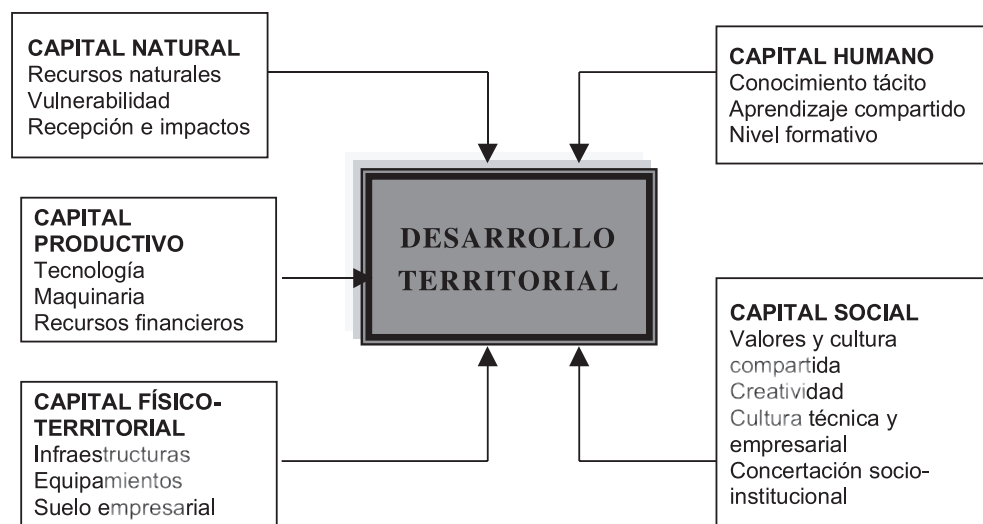 CAPITAL NATURAL
Recursos naturales
Vulnerabilidad
Recepción e impactos
CAPITAL HUMANO
Conocimiento tácito
Aprendizaje compartido
Nivel formativo
CAPITAL
PRODUCTIVO
Tecnología
Maquinaria
Recursos financieros
DESARROLLO
TERRITORIAL
CAPITAL SOCIAL
Valores y cultura
compartida
Creatividad
Cultura técnica y
empresarial
Concertación socio-
institucional
CAPITAL FÍSICO-
TERRITORIAL
Infraestructuras
Equipamientos
Suelo empresarial